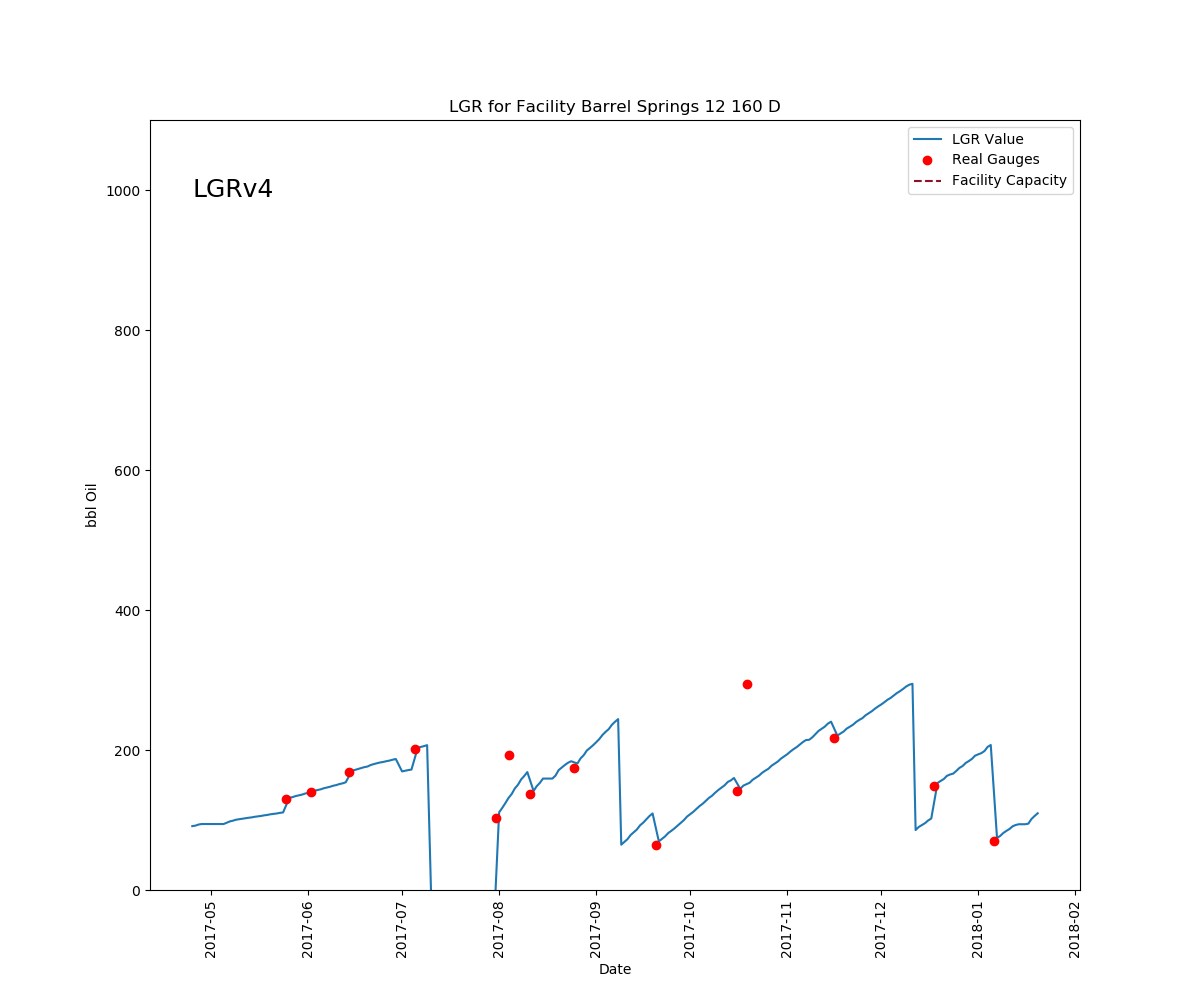 LGR for Facility Barrel Springs 12 160 D
LGR Value
Real Gauges
Facility Capacity
LGRv4
1000
800
600
400
200
0
bbl Oil
2017-05
2017-06
2017-07
2017-08
2017-09
2017-10
2017-11
2017-12
2018-01
2018-02
Date